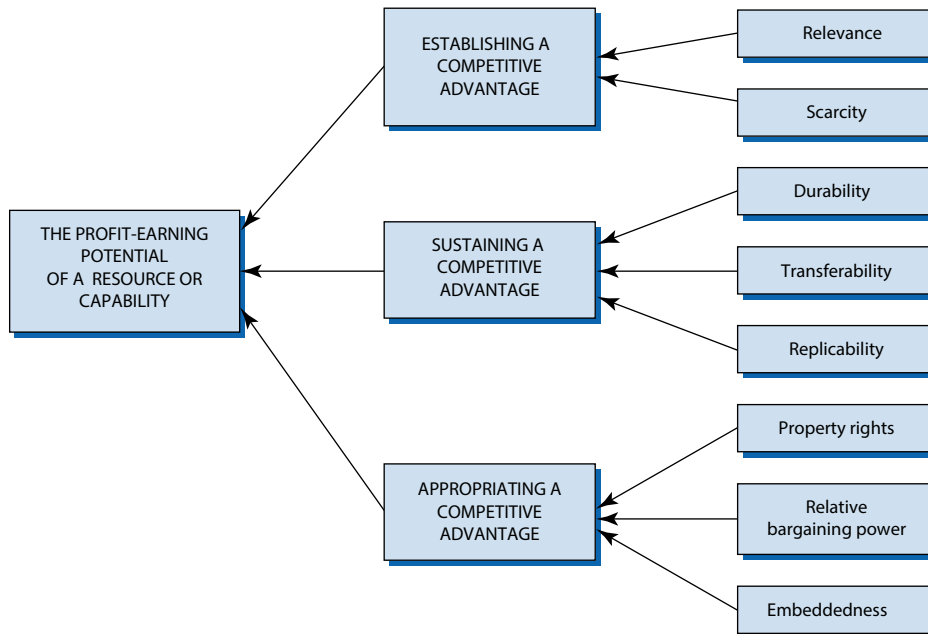 THE PROFIT-EARNING
POTENTIAL
OF A RESOURCE OR
CAPABILITY
ESTABLISHING A
COMPETITIVE
ADVANTAGE
Relevance
Scarcity
SUSTAINING A
COMPETITIVE
ADVANTAGE
Durability
Transferability
Replicability
APPROPRIATING A
COMPETITIVE
ADVANTAGE
Property rights
Relative
bargaining power
Embeddedness